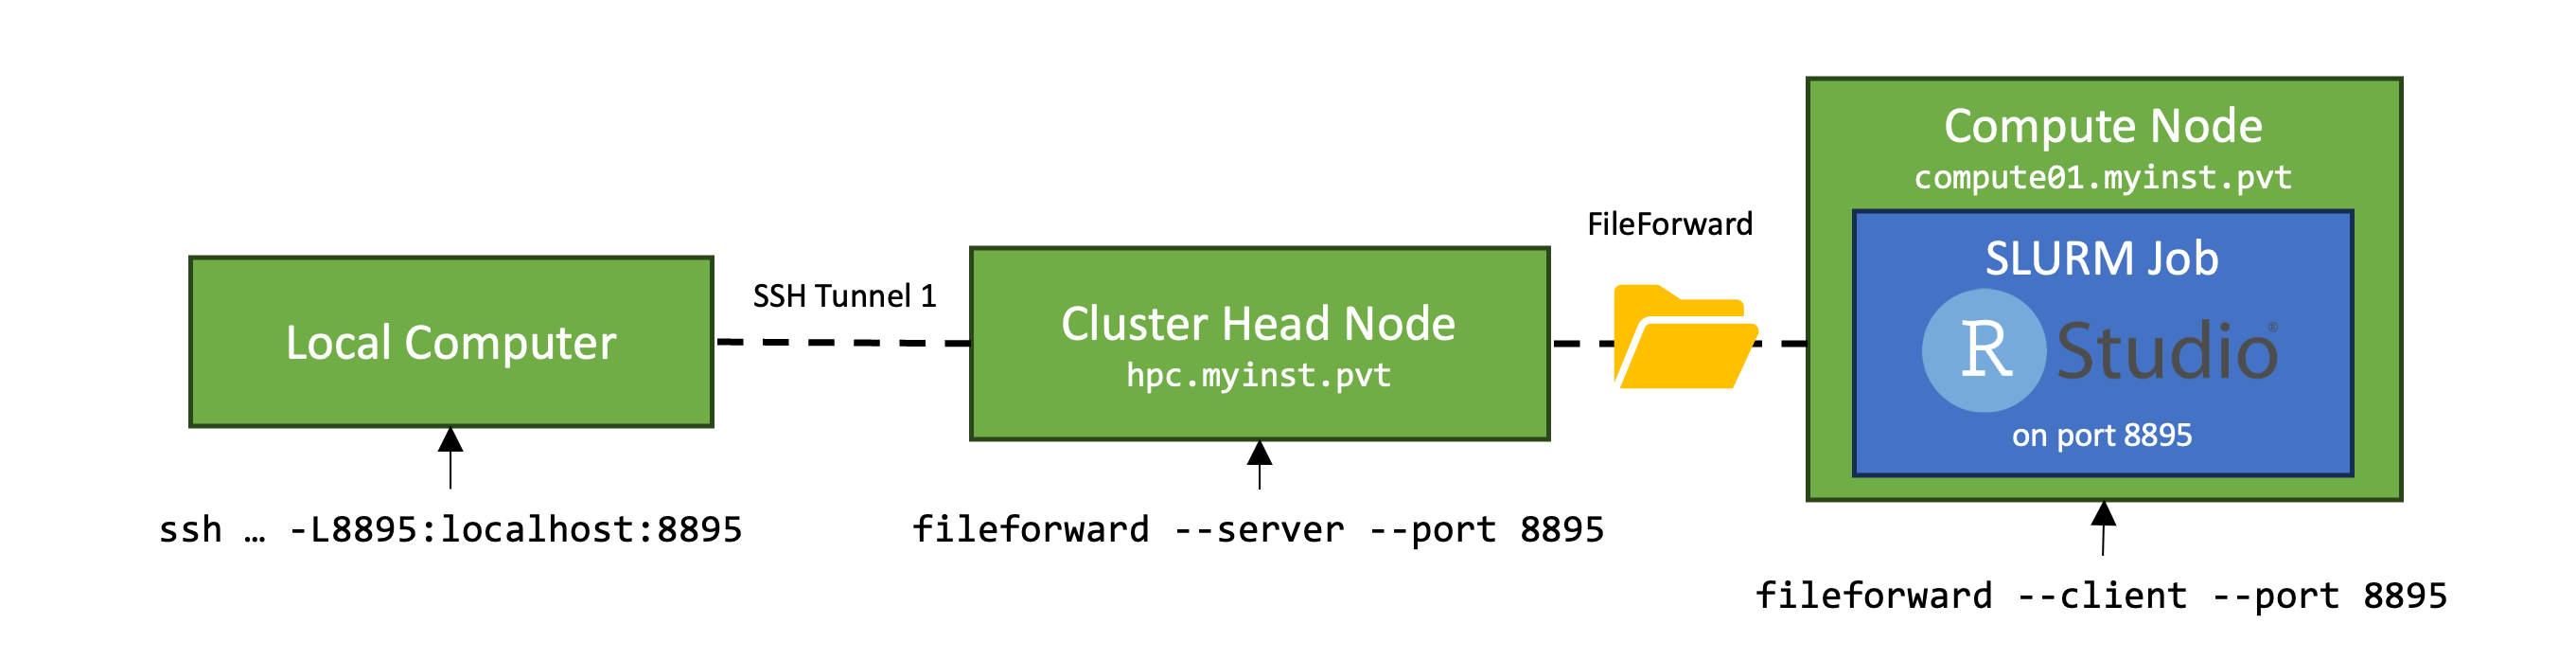 Compute Node
compute01.myinst.pvt
FileForward
SLURM Job
SSH Tunnel 1
Cluster Head Node
Local Computer
R Studio®
hpc.myinst.pvt
on port 8895
ssh … -L8895:localhost:8895
fileforward --server --port 8895
fileforward --client --port 8895